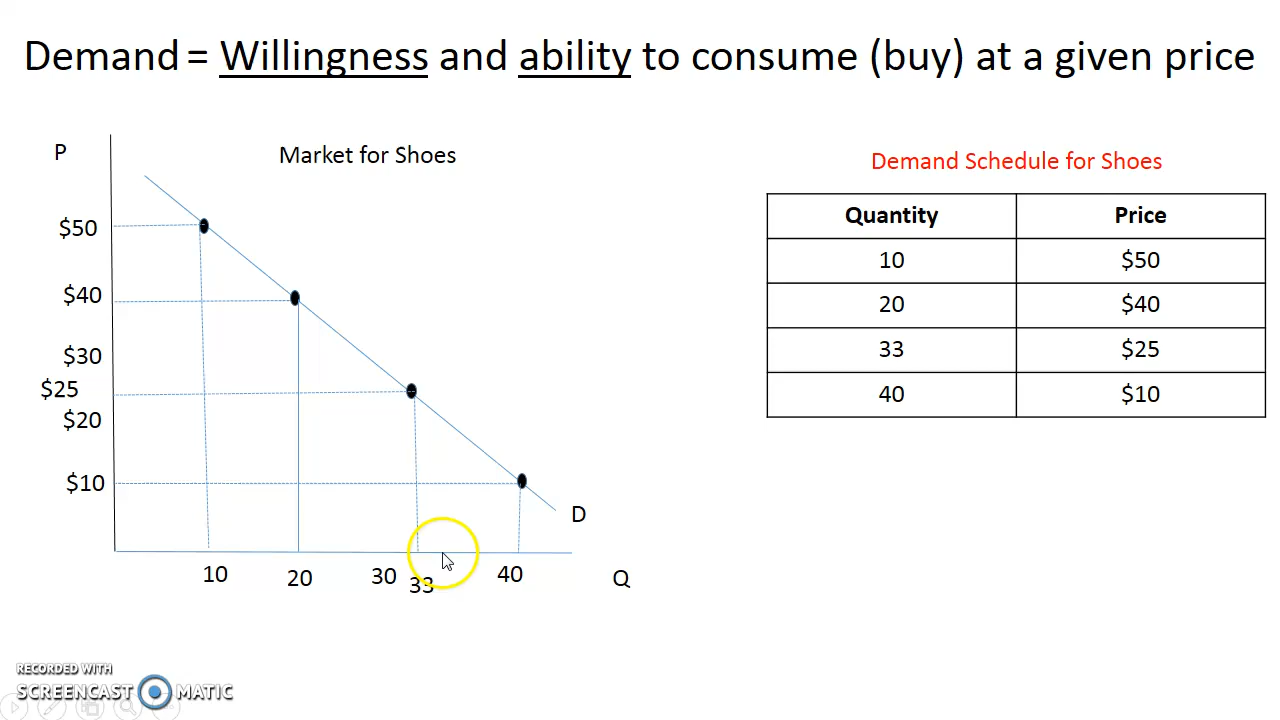 Demand = Willingness and ability to consume (buy) at a given price
P
Market for Shoes
$50
$40
$30
$25
$20
$10
D
10
20
30
33
40
Q
Demand Schedule for Shoes
Quantity Price
10 $50
20 $40
33 $25
40 $10
RECORDED WITH
SCREENCAST MATIC